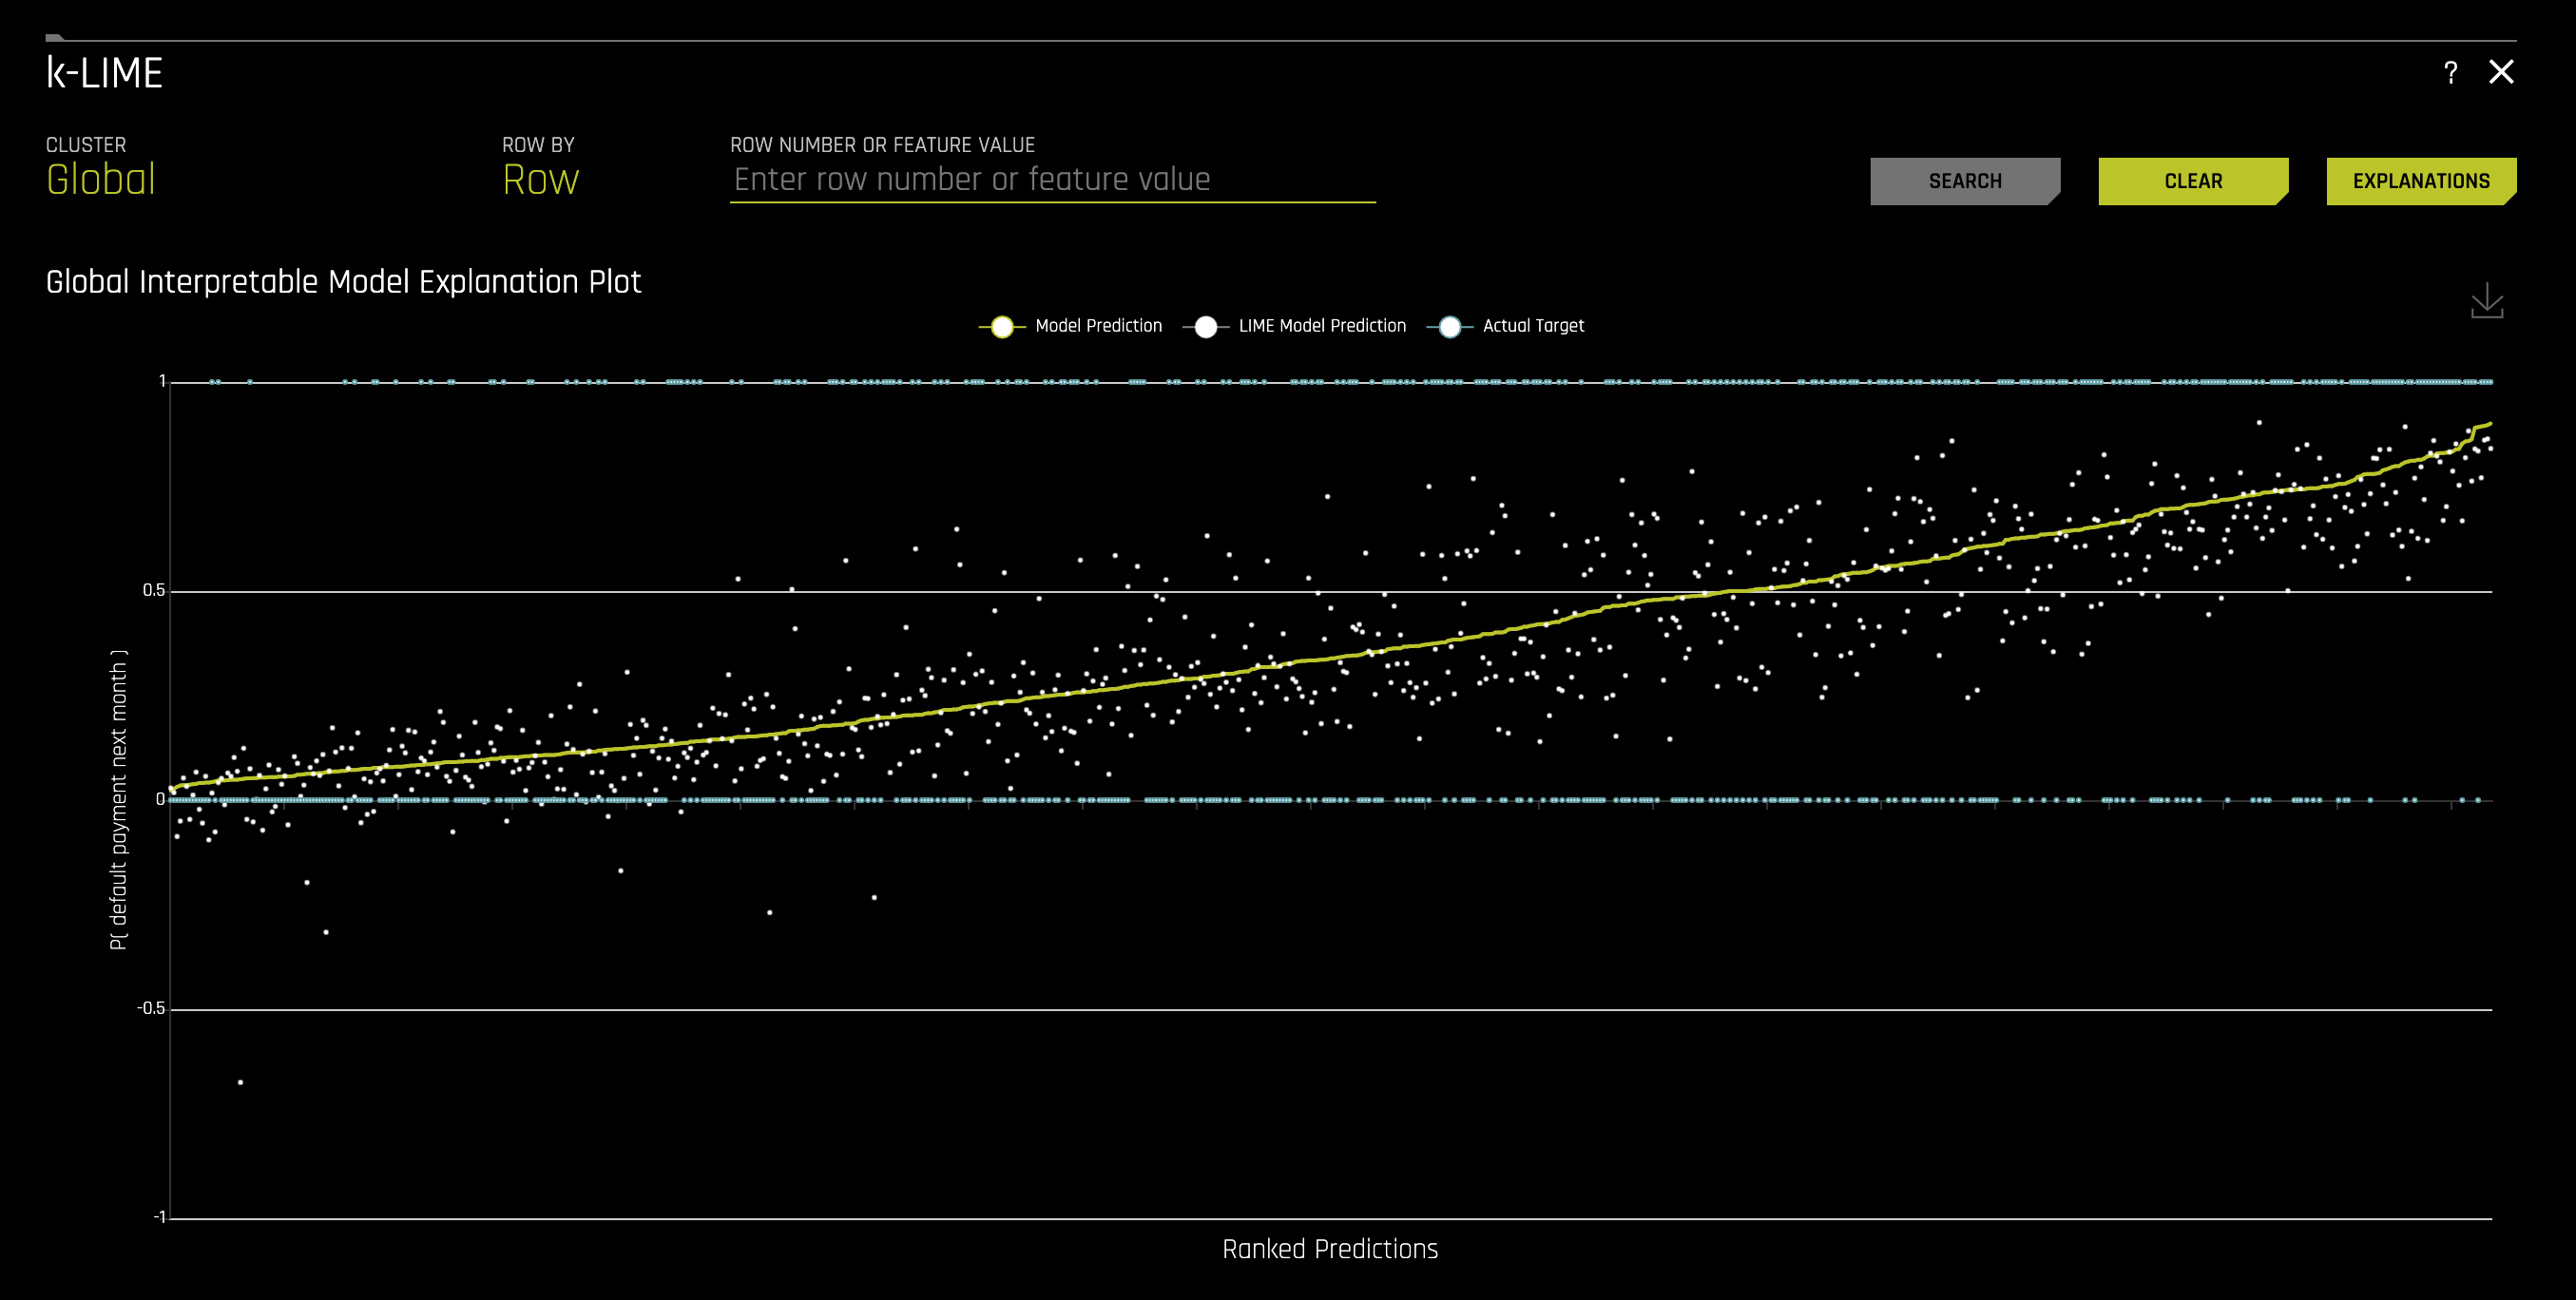 k-LIME
?
CLUSTER
Global
ROW BY
Row
ROW NUMBER OR FEATURE VALUE
Enter row number or feature value
SEARCH
CLEAR
EXPLANATIONS
Global Interpretable Model Explanation Plot
Model Prediction
LIME Model Prediction
Actual Target
1
0.5
0
-0.5
-1
P( default payment next month )
Ranked Predictions